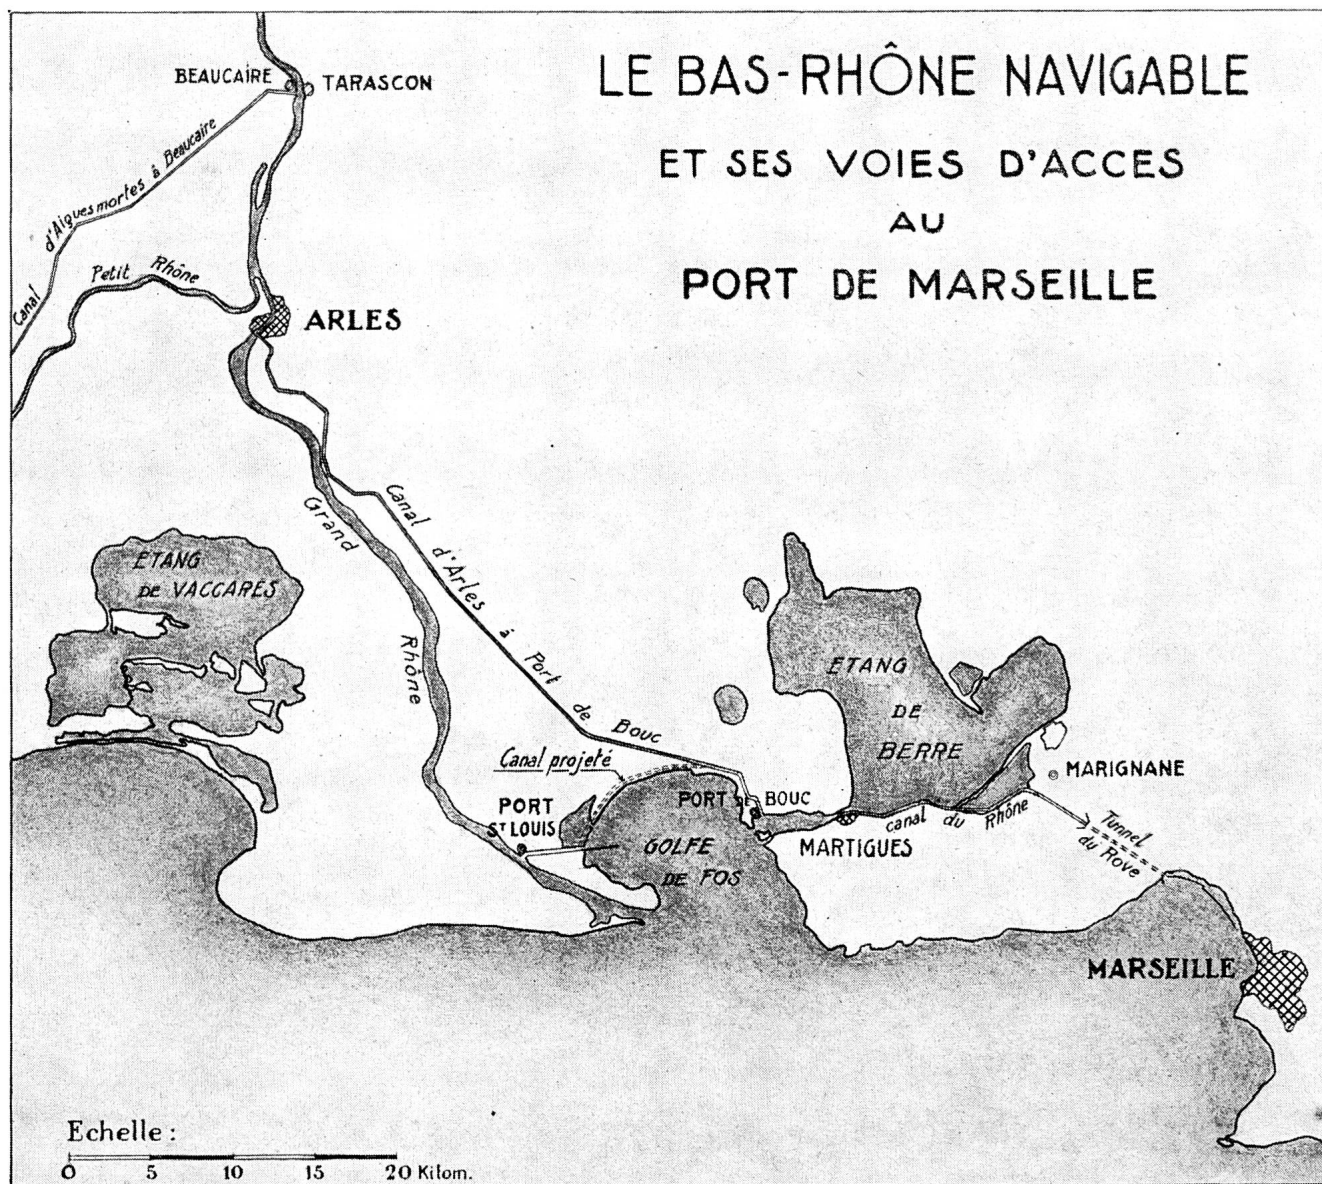 LE BAS-RHÔNE NAVIGABLE
ET SES VOIES D'ACCES
AU
PORT DE MARSEILLE
BEAUCAIRE
TARASCON
Canal d'Aiguesmortes à Beaucaire
Petit Rhône
ARLES
Grand Rhône
Canal d'Arles à Port de Bouc
ETANG
DE VACCARÈS
ETANG
DE
BERRE
Canal projeté
PORT
ST LOUIS
PORT DE BOUC
GOLFE
DE FOS
MARTIGUES
canal du Rhône
MARIGNANE
Tunnel
du Rove
MARSEILLE
Echelle :
0 5 10 15 20 Kilom.